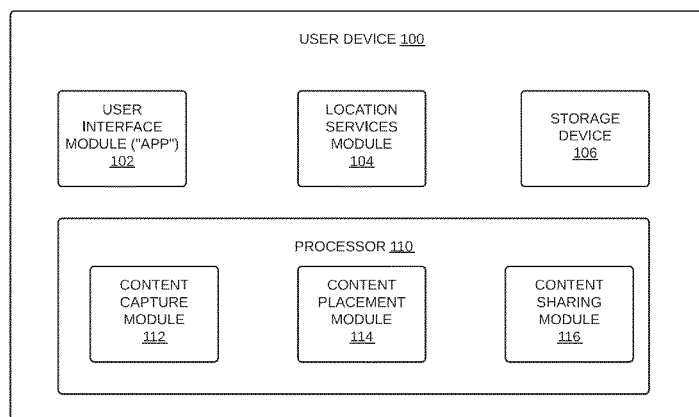 USER DEVICE 100
USER
INTERFACE
MODULE ("APP")
102
LOCATION
SERVICES
MODULE
104
STORAGE
DEVICE
106
PROCESSOR 110
CONTENT
CAPTURE
MODULE
112
CONTENT
PLACEMENT
MODULE
114
CONTENT
SHARING
MODULE
116